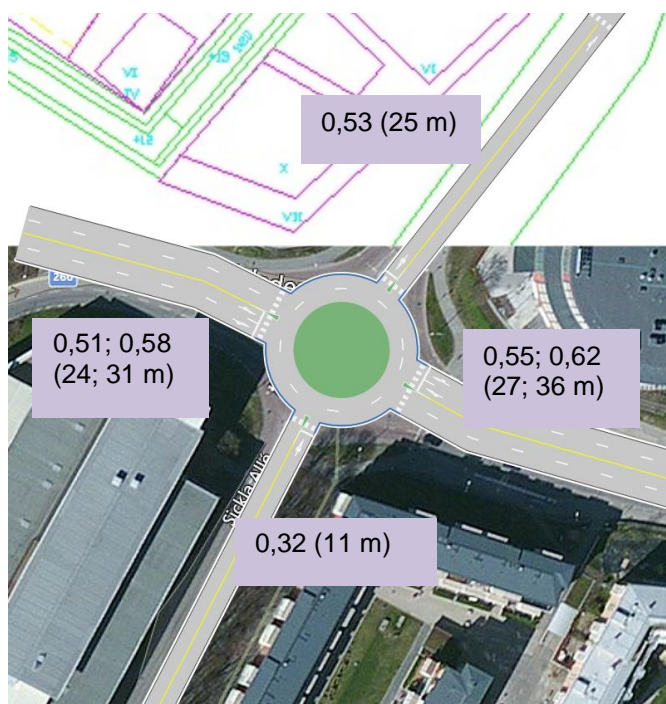 VI
VI
IV
0,53 (25 m)
X
VII
260
0,51; 0,58
(24; 31 m)
0,55; 0,62
(27; 36 m)
Sickla Allé
0,32 (11 m)